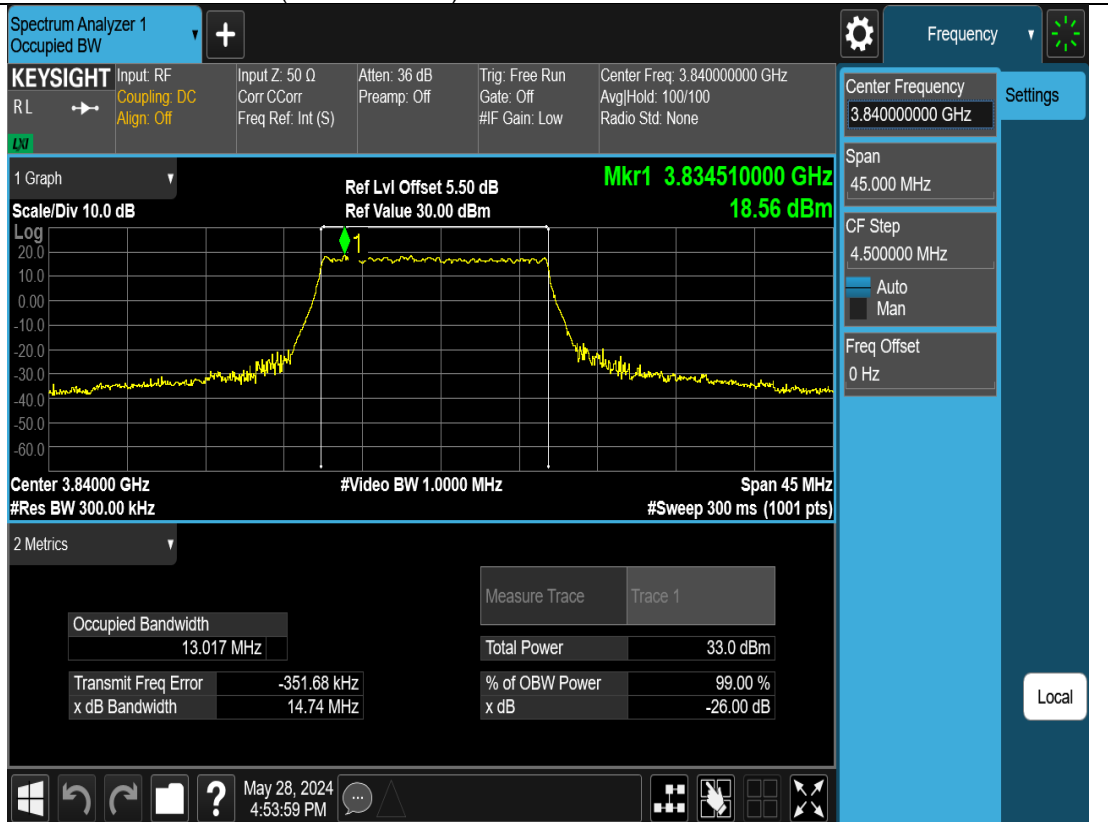 Spectrum Analyzer 1
Occupied BW
+
Frequency
KEYSIGHT
R L
LXI
Input: RF
Coupling: DC
Align: Off
Input Z: 50 Ω
Corr CCorr
Freq Ref: Int (S)
Atten: 36 dB
Preamp: Off
Trig: Free Run
Gate: Off
#IF Gain: Low
Center Freq: 3.840000000 GHz
Avg|Hold: 100/100
Radio Std: None
Center Frequency
3.840000000 GHz
Settings
Span
45.000 MHz
CF Step
4.500000 MHz
Auto
Man
Freq Offset
0 Hz
1 Graph
Scale/Div 10.0 dB
Ref Lvl Offset 5.50 dB
Ref Value 30.00 dBm
Mkr1 3.834510000 GHz
18.56 dBm
Log
1
20.0
10.0
0.00
-10.0
-20.0
-30.0
-40.0
-50.0
-60.0
Center 3.84000 GHz
#Res BW 300.00 kHz
#Video BW 1.0000 MHz
Span 45 MHz
#Sweep 300 ms (1001 pts)
2 Metrics
Measure Trace Trace 1
Occupied Bandwidth
13.017 MHz
Total Power 33.0 dBm
Transmit Freq Error -351.68 kHz
% of OBW Power 99.00 %
x dB Bandwidth 14.74 MHz
x dB -26.00 dB
Local
?
May 28, 2024
4:53:59 PM